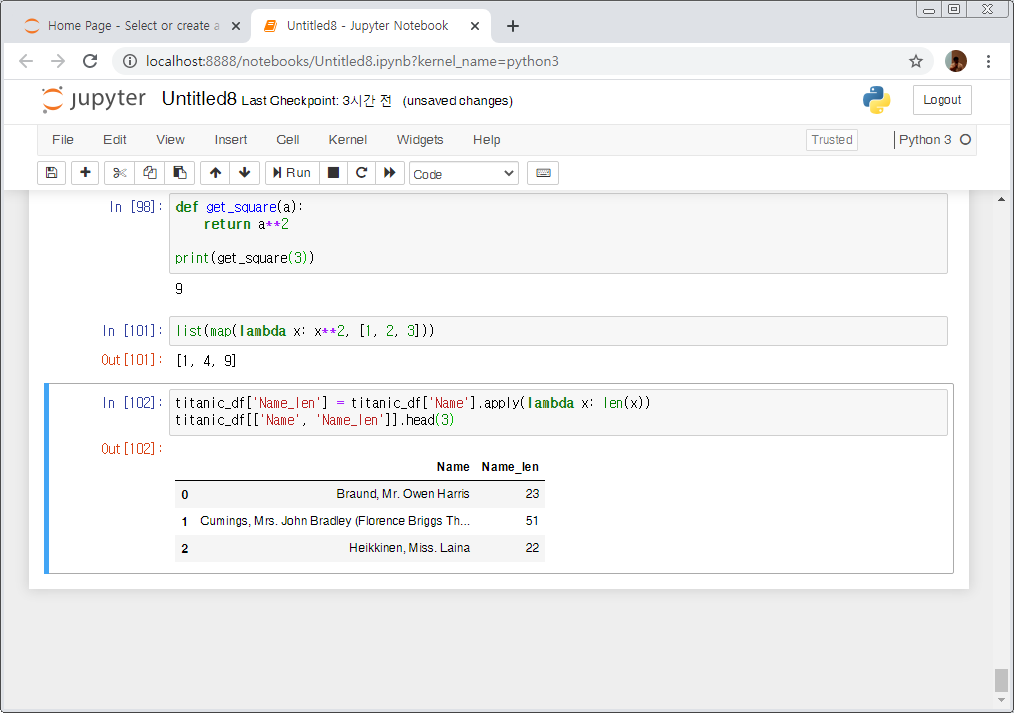 Home Page - Select or create a
Untitled8 - Jupyter Notebook
localhost:8888/notebooks/Untitled8.ipynb?kernel_name=python3
jupyter Untitled8 Last Checkpoint: 3시간 전 (unsaved changes)
Logout
File Edit View Insert Cell Kernel Widgets Help Trusted Python 3
Run Code
In [98]: def get_square(a):
    return a**2
print(get_square(3))
9
In [101]: list(map(lambda x: x**2, [1, 2, 3]))
Out[101]: [1, 4, 9]
In [102]: titanic_df['Name_len'] = titanic_df['Name'].apply(lambda x: len(x))
titanic_df[['Name', 'Name_len']].head(3)
Out[102]:
Name Name_len
0 Braund, Mr. Owen Harris 23
1 Cumings, Mrs. John Bradley (Florence Briggs Th... 51
2 Heikkinen, Miss. Laina 22